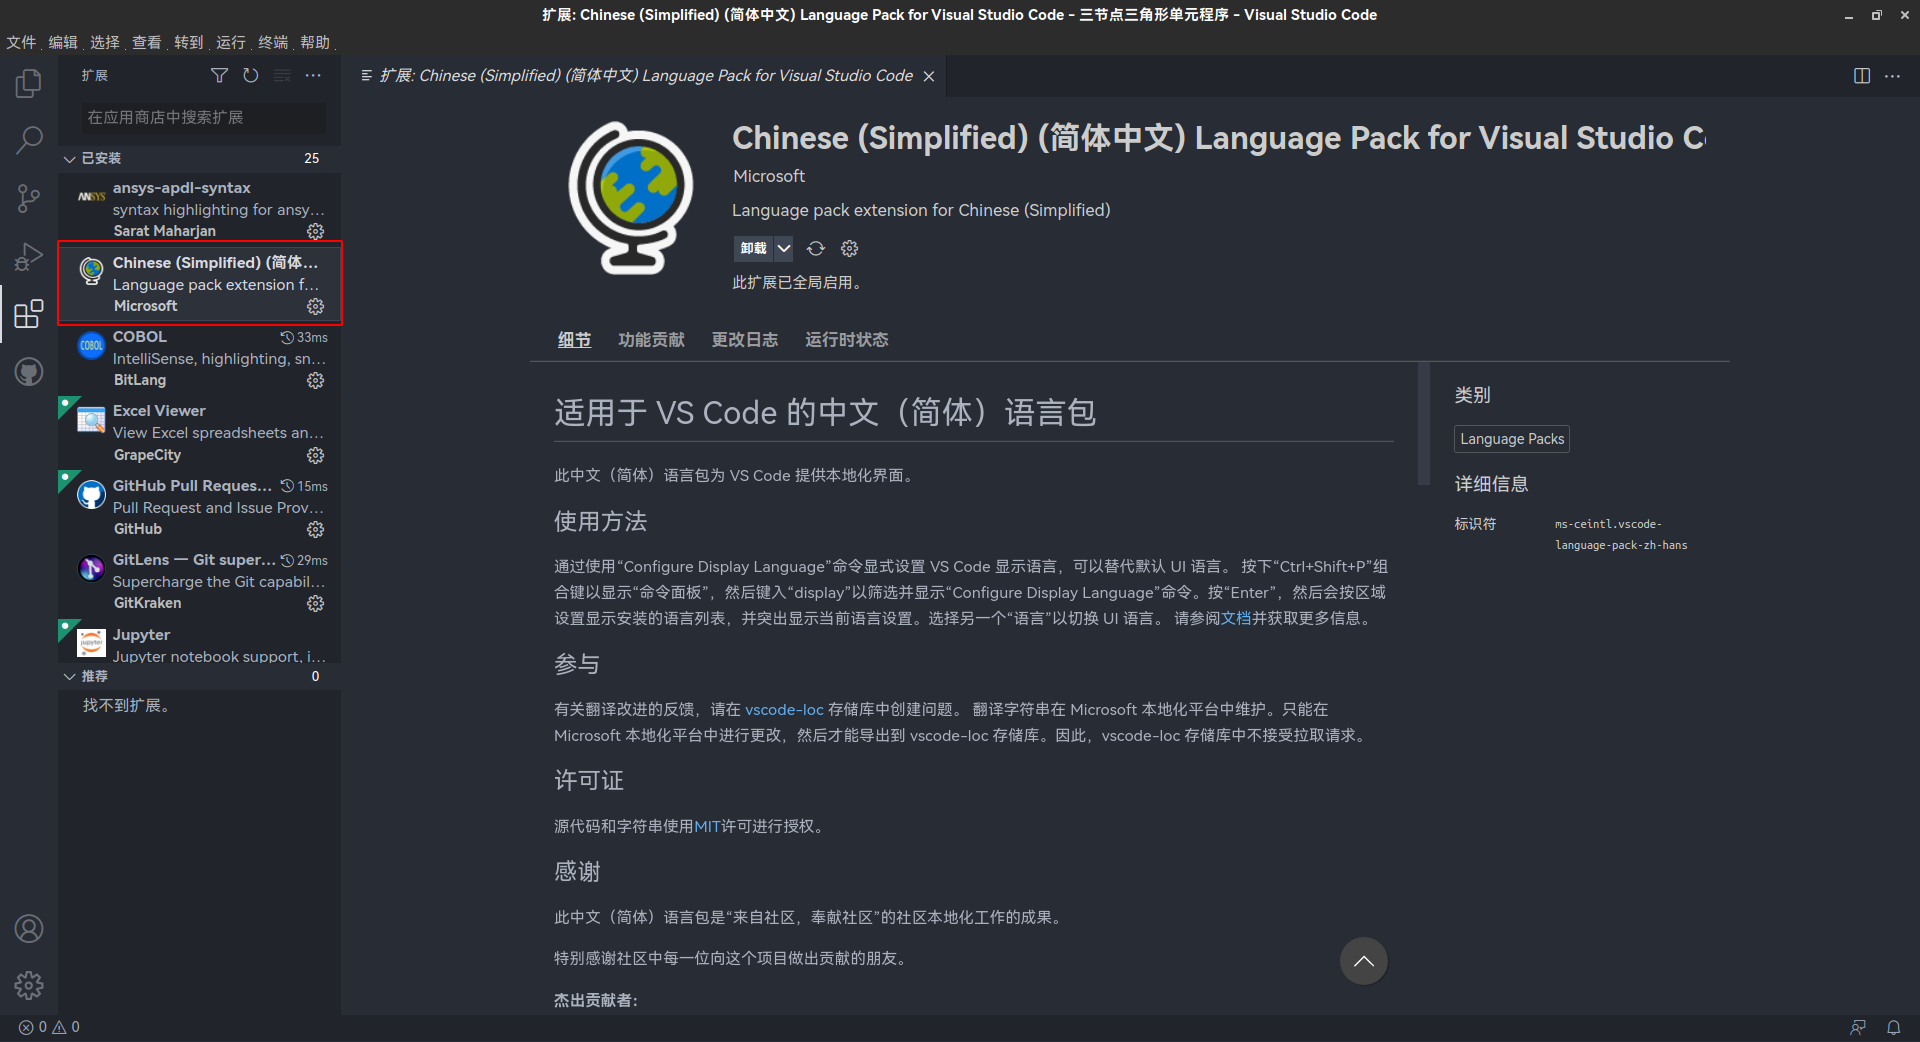 扩展: Chinese (Simplified) (简体中文) Language Pack for Visual Studio Code - 三节点三角形单元程序 - Visual Studio Code
文件 编辑 选择 查看 转到 运行 终端 帮助
扩展
在应用商店中搜索扩展
已安装 25
ansys-apdl-syntax
syntax highlighting for ansy...
Sarat Maharjan
Chinese (Simplified) (简体...
Language pack extension f...
Microsoft
COBOL 33ms
IntelliSense, highlighting, sn...
BitLang
Excel Viewer
View Excel spreadsheets an...
GrapeCity
GitHub Pull Reques... 15ms
Pull Request and Issue Prov...
GitHub
GitLens — Git super... 29ms
Supercharge the Git capabil...
GitKraken
Jupyter
Jupyter notebook support, i...
推荐 0
找不到扩展。
扩展: Chinese (Simplified) (简体中文) Language Pack for Visual Studio Code
Chinese (Simplified) (简体中文) Language Pack for Visual Studio C
Microsoft
Language pack extension for Chinese (Simplified)
卸载
此扩展已全局启用。
细节 功能贡献 更改日志 运行时状态
适用于 VS Code 的中文（简体）语言包
此中文（简体）语言包为 VS Code 提供本地化界面。
使用方法
通过使用“Configure Display Language”命令显式设置 VS Code 显示语言，可以替代默认 UI 语言。 按下“Ctrl+Shift+P”组
合键以显示“命令面板”，然后键入“display”以筛选并显示“Configure Display Language”命令。按“Enter”，然后会按区域
设置显示安装的语言列表，并突出显示当前语言设置。选择另一个“语言”以切换 UI 语言。 请参阅文档并获取更多信息。
参与
有关翻译改进的反馈，请在 vscode-loc 存储库中创建问题。 翻译字符串在 Microsoft 本地化平台中维护。只能在
Microsoft 本地化平台中进行更改，然后才能导出到 vscode-loc 存储库。因此，vscode-loc 存储库中不接受拉取请求。
许可证
源代码和字符串使用MIT许可进行授权。
感谢
此中文（简体）语言包是“来自社区，奉献社区”的社区本地化工作的成果。
特别感谢社区中每一位向这个项目做出贡献的朋友。
杰出贡献者:
类别
Language Packs
详细信息
标识符 ms-ceintl.vscode-
language-pack-zh-hans
0 0